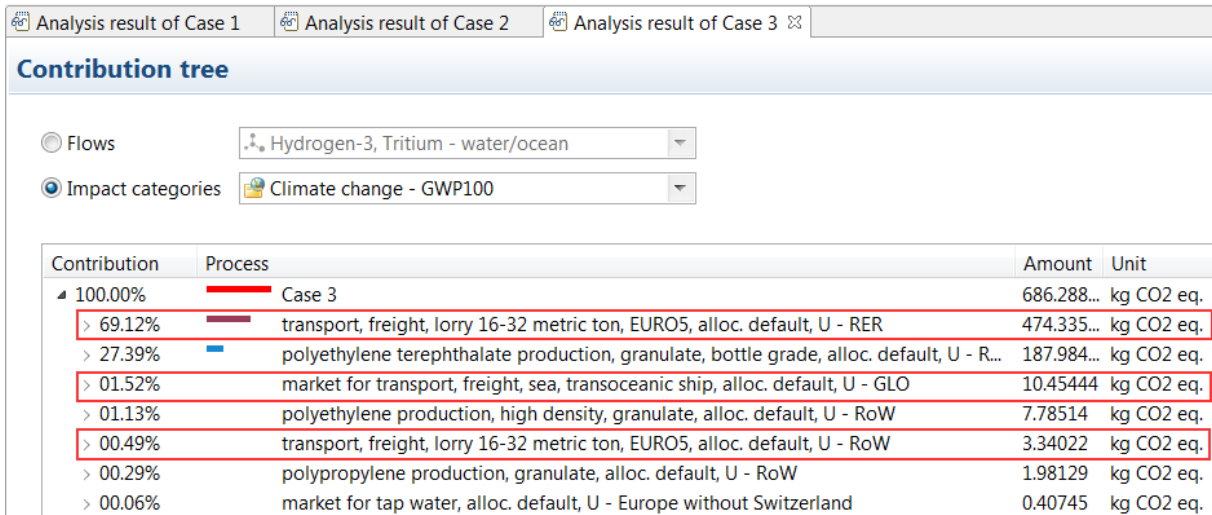 Analysis result of Case 1 Analysis result of Case 2 Analysis result of Case 3
Contribution tree
Flows Hydrogen-3, Tritium - water/ocean
Impact categories Climate change - GWP100
Contribution Process Amount Unit
100.00% Case 3 686.288... kg CO2 eq.
69.12% transport, freight, lorry 16-32 metric ton, EURO5, alloc. default, U - RER 474.335... kg CO2 eq.
27.39% polyethylene terephthalate production, granulate, bottle grade, alloc. default, U - R... 187.984... kg CO2 eq.
01.52% market for transport, freight, sea, transoceanic ship, alloc. default, U - GLO 10.45444 kg CO2 eq.
01.13% polyethylene production, high density, granulate, alloc. default, U - RoW 7.78514 kg CO2 eq.
00.49% transport, freight, lorry 16-32 metric ton, EURO5, alloc. default, U - RoW 3.34022 kg CO2 eq.
00.29% polypropylene production, granulate, alloc. default, U - RoW 1.98129 kg CO2 eq.
00.06% market for tap water, alloc. default, U - Europe without Switzerland 0.40745 kg CO2 eq.